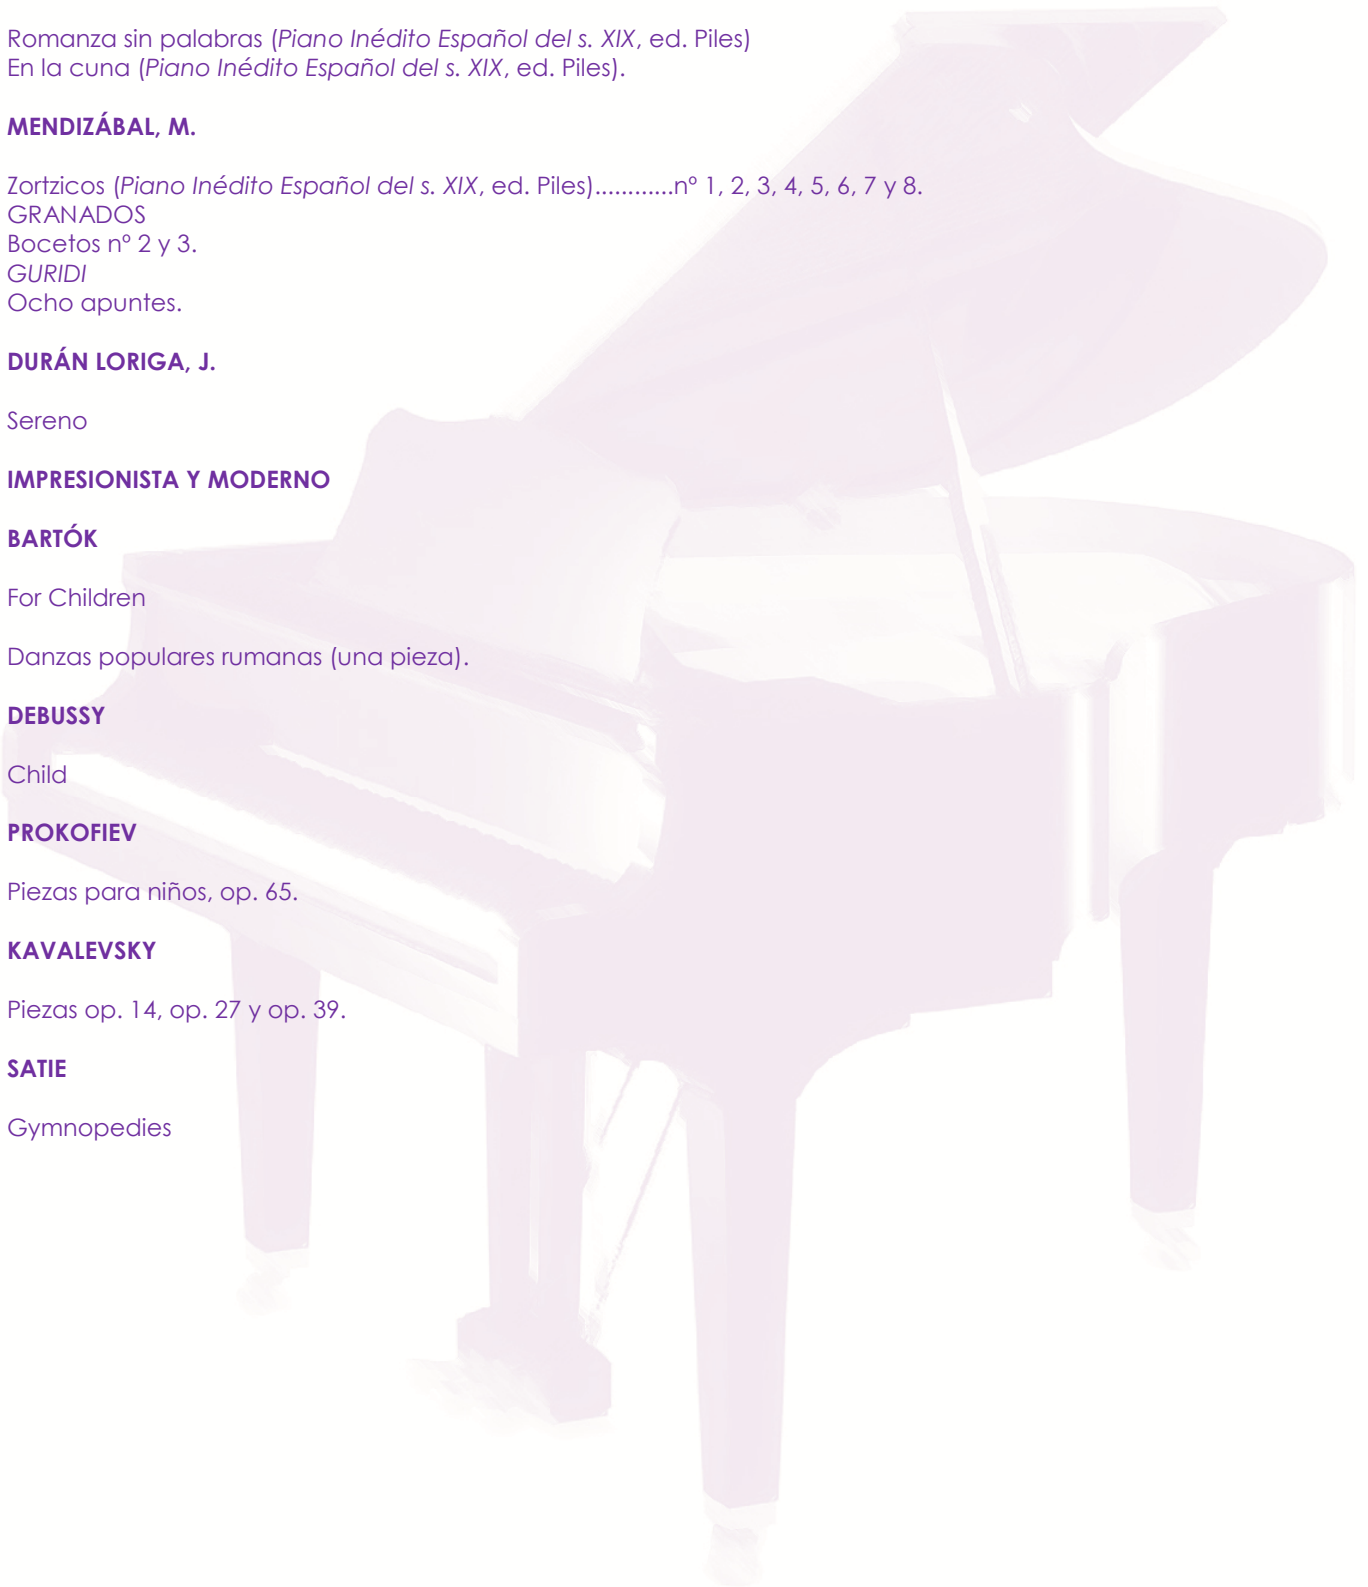 Romanza sin palabras (Piano Inédito Español del s. XIX, ed. Piles)
En la cuna (Piano Inédito Español del s. XIX, ed. Piles).
MENDIZÁBAL, M.
Zortzicos (Piano Inédito Español del s. XIX, ed. Piles)............nº 1, 2, 3, 4, 5, 6, 7 y 8.
GRANADOS
Bocetos nº 2 y 3.
GURIDI
Ocho apuntes.
DURÁN LORIGA, J.
Sereno
IMPRESIONISTA Y MODERNO
BARTÓK
For Children
Danzas populares rumanas (una pieza).
DEBUSSY
Child
PROKOFIEV
Piezas para niños, op. 65.
KAVALEVSKY
Piezas op. 14, op. 27 y op. 39.
SATIE
Gymnopedies